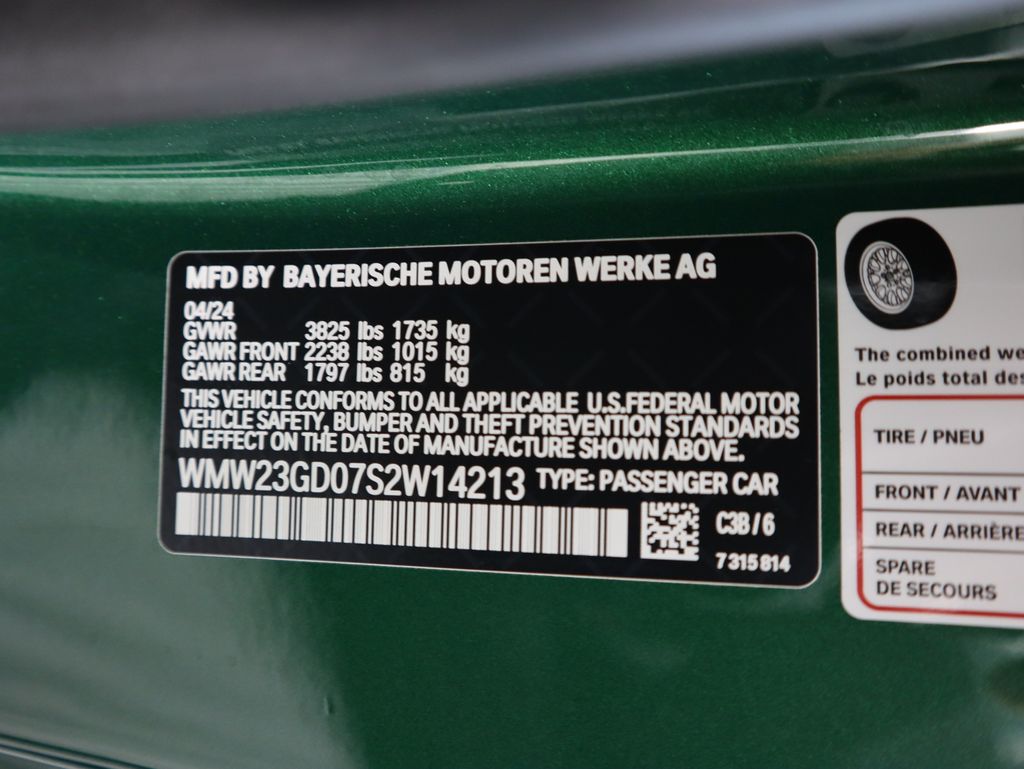 MFD BY BAYERISCHE MOTOREN WERKE AG
04/24
GVWR 3825 lbs 1735 kg
GAWR FRONT 2238 lbs 1015 kg
GAWR REAR 1797 lbs 815 kg
THIS VEHICLE CONFORMS TO ALL APPLICABLE U.S.FEDERAL MOTOR
VEHICLE SAFETY, BUMPER AND THEFT PREVENTION STANDARDS
IN EFFECT ON THE DATE OF MANUFACTURE SHOWN ABOVE.
WMW23GD07S2W14213 TYPE: PASSENGER CAR
C3B / 6
7315814
The combined we
Le poids total des
TIRE / PNEU
FRONT / AVANT
REAR / ARRIÈRE
SPARE
DE SECOURS